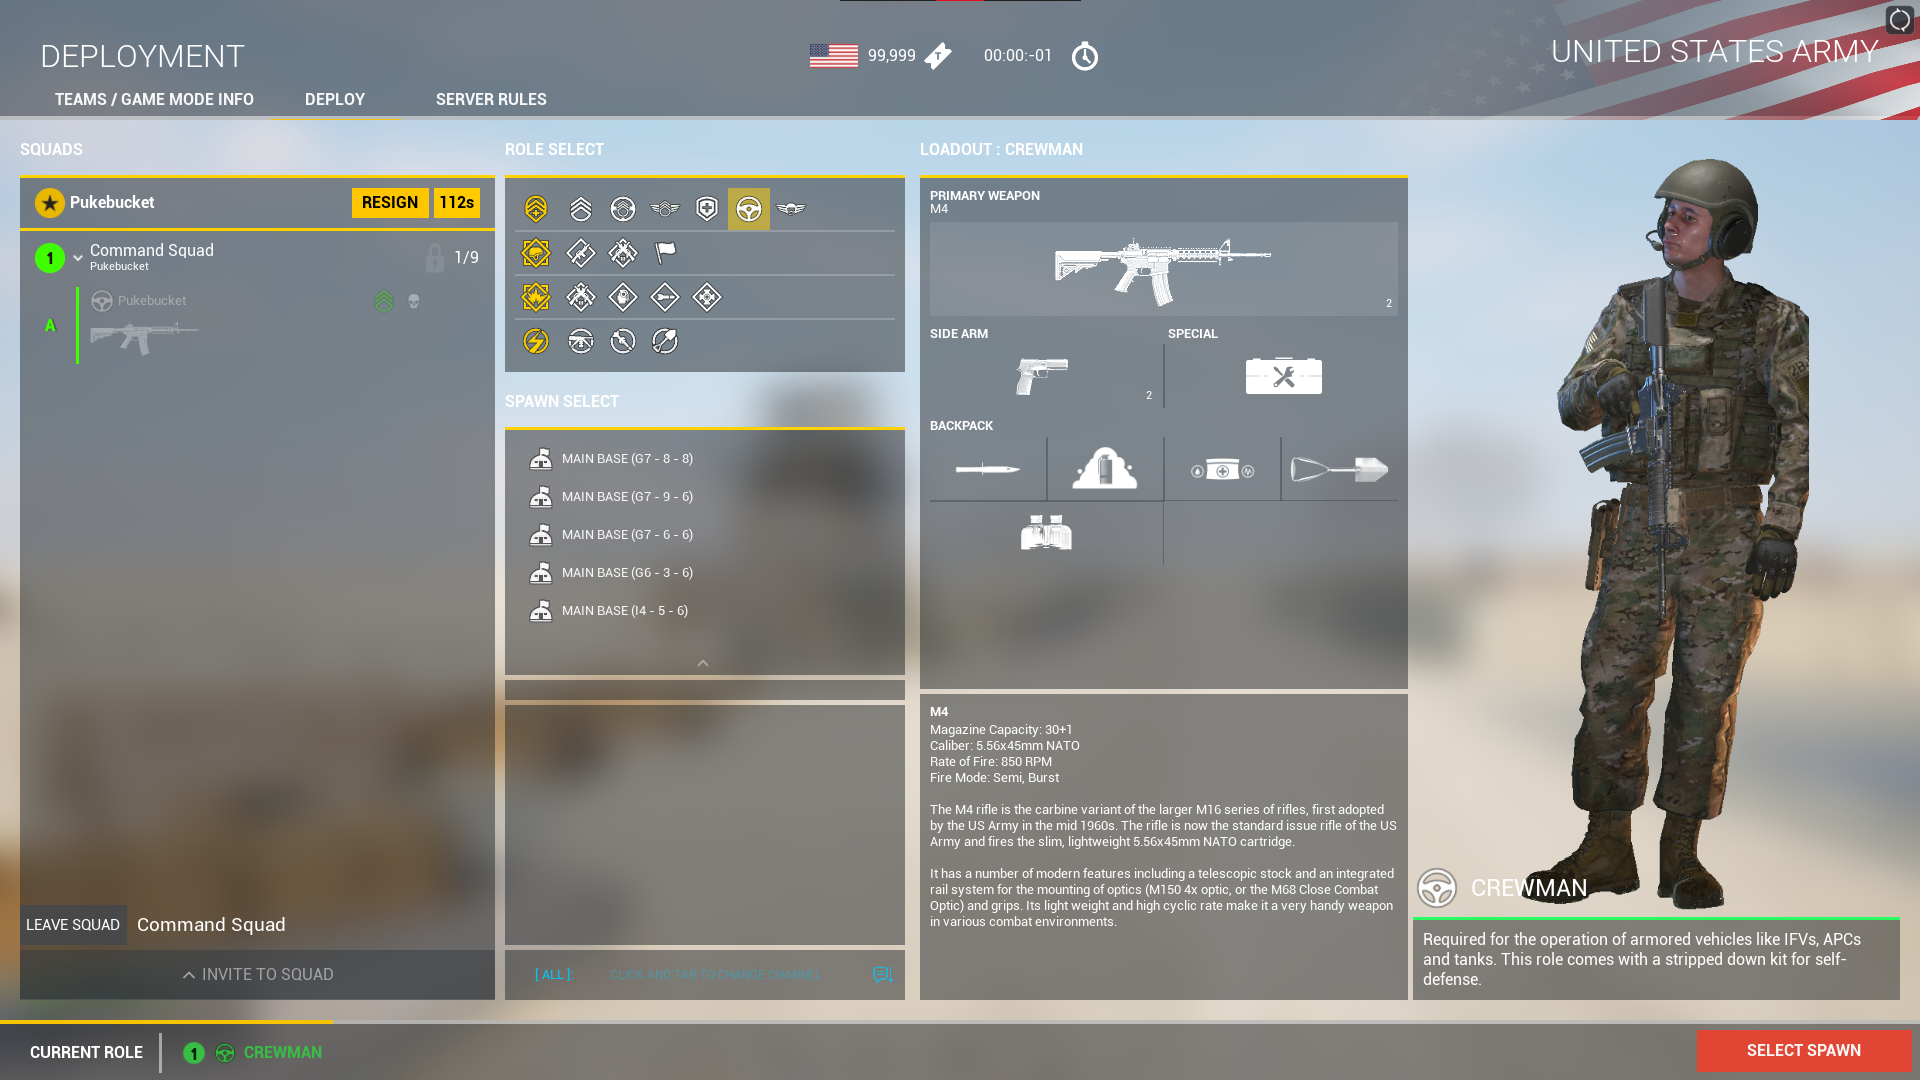 DEPLOYMENT
99,999
00:00:-01
UNITED STATES ARMY
TEAMS / GAME MODE INFO
DEPLOY
SERVER RULES
SQUADS
Pukebucket
RESIGN
112s
1
Command Squad
Pukebucket
1/9
A
Pukebucket
LEAVE SQUAD
Command Squad
INVITE TO SQUAD
ROLE SELECT
SPAWN SELECT
MAIN BASE (G7 - 8 - 8)
MAIN BASE (G7 - 9 - 6)
MAIN BASE (G7 - 6 - 6)
MAIN BASE (G6 - 3 - 6)
MAIN BASE (I4 - 5 - 6)
[ ALL ]:
CLICK AND TAB TO CHANGE CHANNEL
LOADOUT : CREWMAN
PRIMARY WEAPON
M4
2
SIDE ARM
2
SPECIAL
BACKPACK
M4
Magazine Capacity: 30+1
Caliber: 5.56x45mm NATO
Rate of Fire: 850 RPM
Fire Mode: Semi, Burst
The M4 rifle is the carbine variant of the larger M16 series of rifles, first adopted
by the US Army in the mid 1960s. The rifle is now the standard issue rifle of the US
Army and fires the slim, lightweight 5.56x45mm NATO cartridge.
It has a number of modern features including a telescopic stock and an integrated
rail system for the mounting of optics (M150 4x optic, or the M68 Close Combat
Optic) and grips. Its light weight and high cyclic rate make it a very handy weapon
in various combat environments.
CREWMAN
Required for the operation of armored vehicles like IFVs, APCs
and tanks. This role comes with a stripped down kit for self-
defense.
CURRENT ROLE
1
CREWMAN
SELECT SPAWN